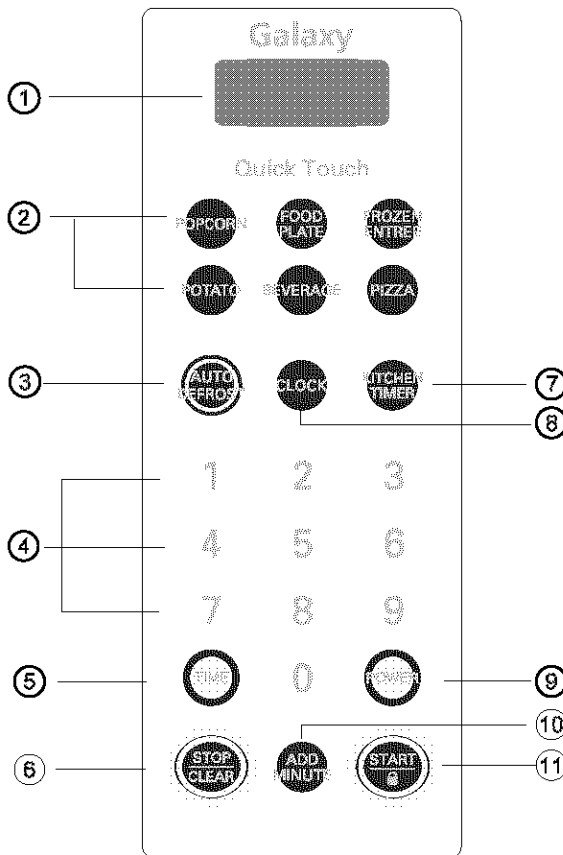 Galaxy
1
Quick Touch
2
POPCORN
FOOD
PLATE
FROZEN
ENTREE
POTATO
BEVERAGE
PIZZA
3
AUTO
DEFROST
CLOCK
KITCHEN
TIMER
7
8
1 2 3
4
4 5 6
7 8 9
5
TIME
0
POWER
9
10
6
STOP
CLEAR
ADD
MINUTE
START
11